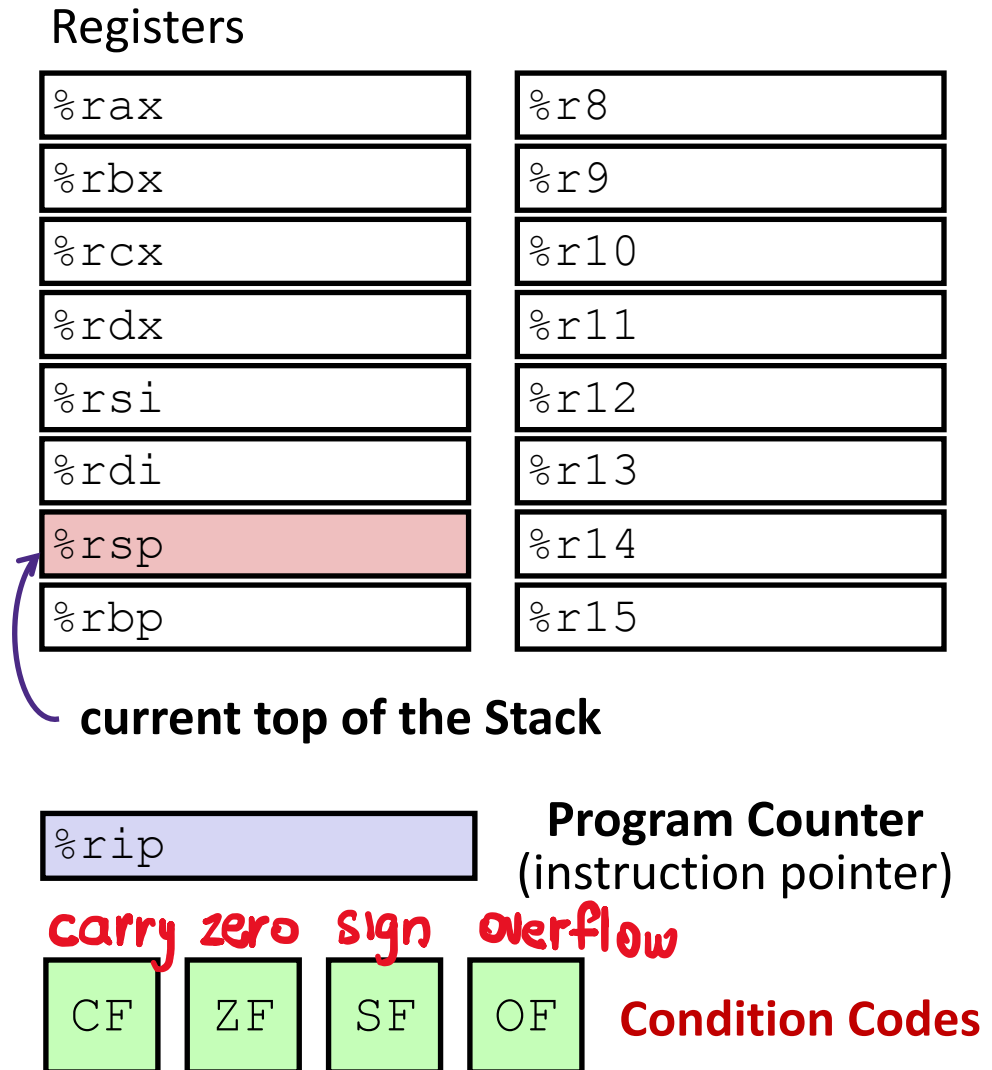 Registers
%rax
%rbx
%rcx
%rdx
%rsi
%rdi
%rsp
%rbp
%r8
%r9
%r10
%r11
%r12
%r13
%r14
%r15
current top of the Stack
%rip
Program Counter
(instruction pointer)
carry zero sign overflow
CF ZF SF OF
Condition Codes